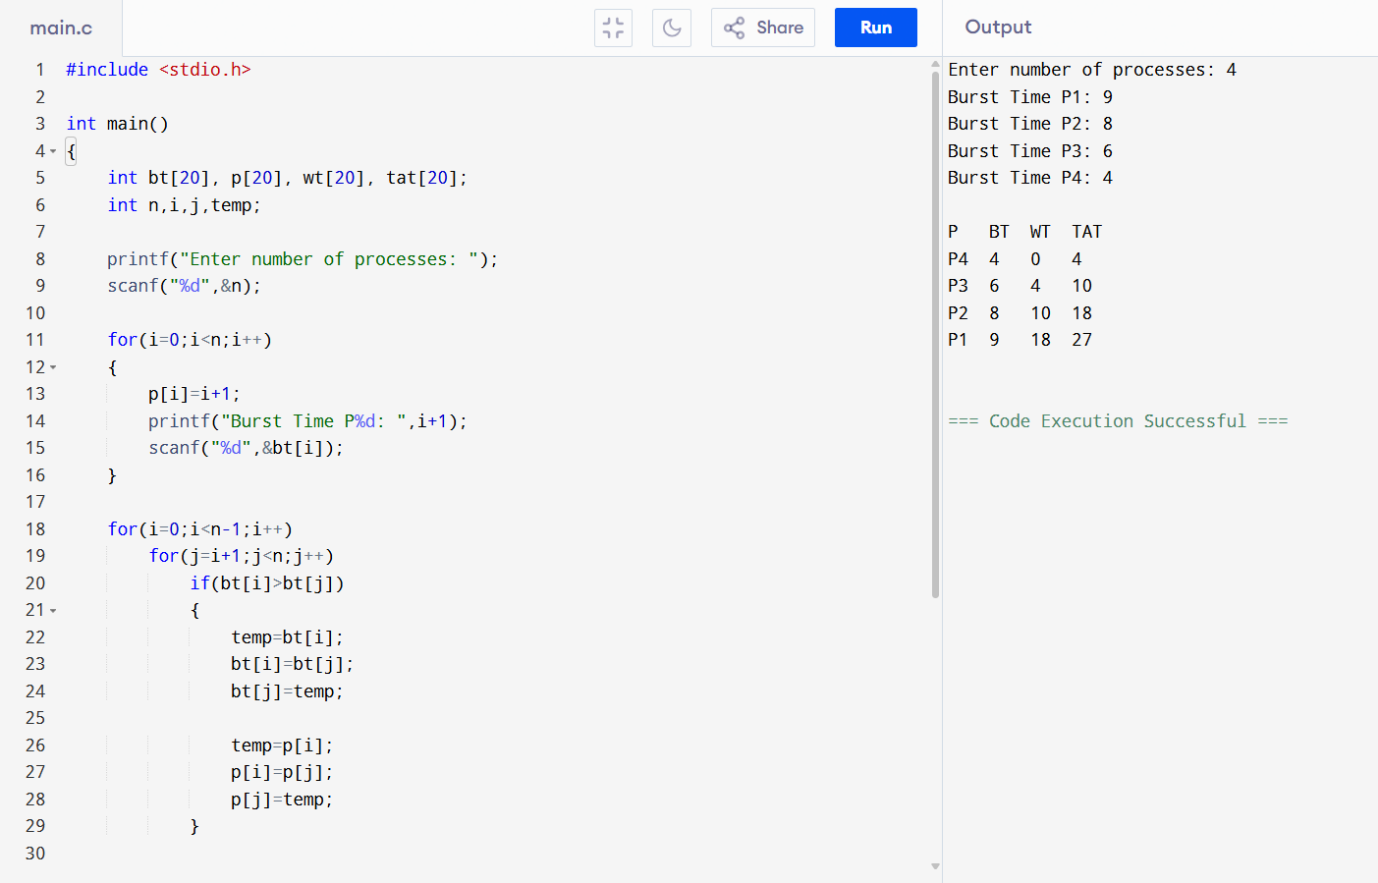 main.c
Share
Run
Output
1 #include <stdio.h>
2
3 int main()
4 {
5     int bt[20], p[20], wt[20], tat[20];
6     int n,i,j,temp;
7
8     printf("Enter number of processes: ");
9     scanf("%d",&n);
10
11     for(i=0;i<n;i++)
12     {
13         p[i]=i+1;
14         printf("Burst Time P%d: ",i+1);
15         scanf("%d",&bt[i]);
16     }
17
18     for(i=0;i<n-1;i++)
19         for(j=i+1;j<n;j++)
20             if(bt[i]>bt[j])
21             {
22                 temp=bt[i];
23                 bt[i]=bt[j];
24                 bt[j]=temp;
25
26                 temp=p[i];
27                 p[i]=p[j];
28                 p[j]=temp;
29             }
30
Enter number of processes: 4
Burst Time P1: 9
Burst Time P2: 8
Burst Time P3: 6
Burst Time P4: 4

P   BT  WT  TAT
P4  4   0   4
P3  6   4   10
P2  8   10  18
P1  9   18  27

=== Code Execution Successful ===